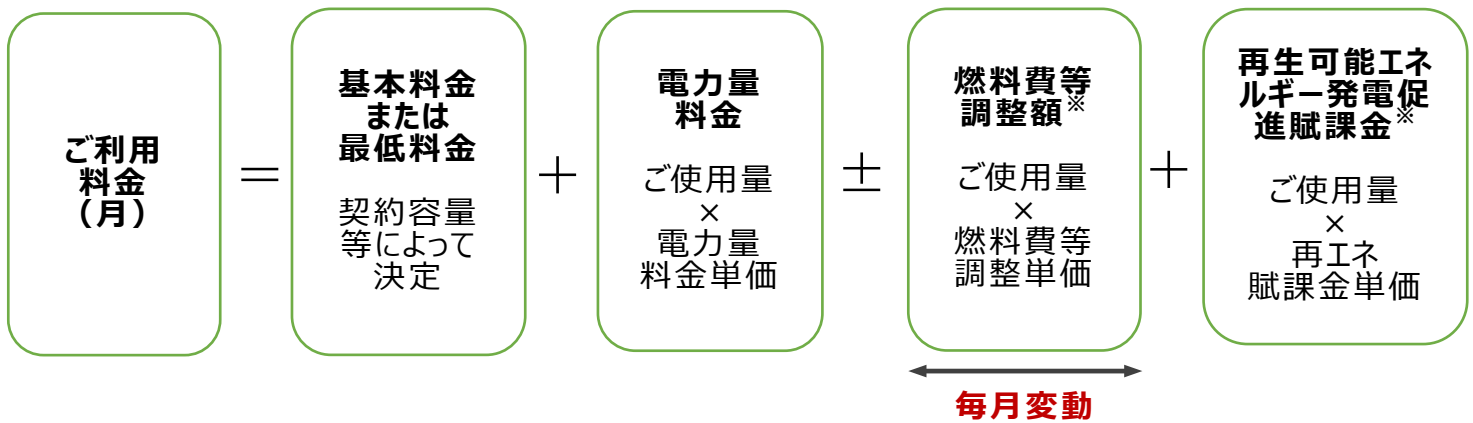 ご利用
料金
（月）
＝
基本料金
または
最低料金
契約容量
等によって
決定
＋
電力量
料金
ご使用量
×
電力量
料金単価
±
燃料費等
調整額※
ご使用量
×
燃料費等
調整単価
＋
再生可能エネ
ルギー発電促
進賦課金※
ご使用量
×
再エネ
賦課金単価
毎月変動